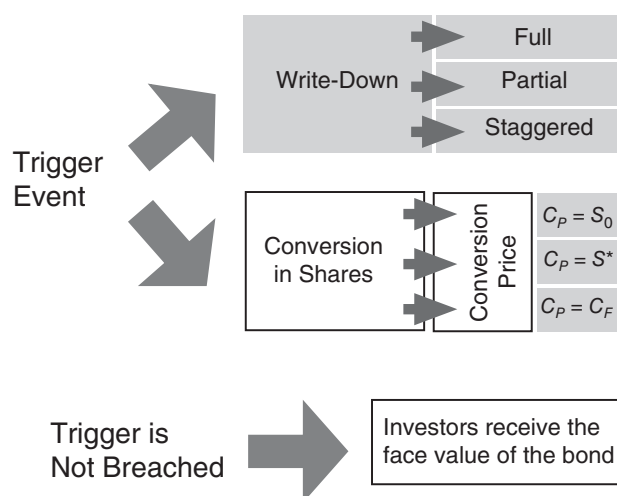 Full
Write-Down
Partial
Staggered
Trigger
Event
Conversion
in Shares
Conversion
Price
C_P = S_0
C_P = S*
C_P = C_F
Trigger is
Not Breached
Investors receive the
face value of the bond